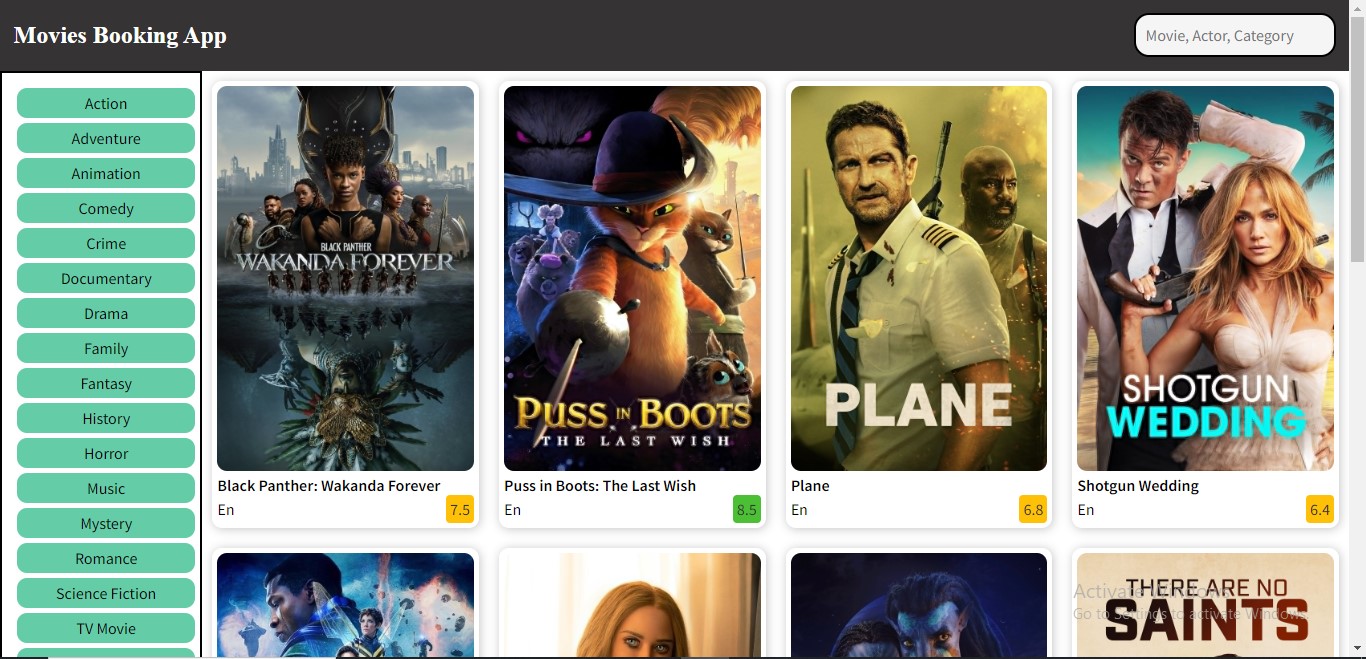 Movies Booking App
Movie, Actor, Category
Action
Adventure
Animation
Comedy
Crime
Documentary
Drama
Family
Fantasy
History
Horror
Music
Mystery
Romance
Science Fiction
TV Movie
BLACK PANTHER
WAKANDA FOREVER
Black Panther: Wakanda Forever
En
7.5
PUSS IN BOOTS
THE LAST WISH
Puss in Boots: The Last Wish
En
8.5
PLANE
Plane
En
6.8
SHOTGUN
WEDDING
Shotgun Wedding
En
6.4
THERE ARE NO
SAINTS
Activate Windows
Go to Settings to activate Windows.